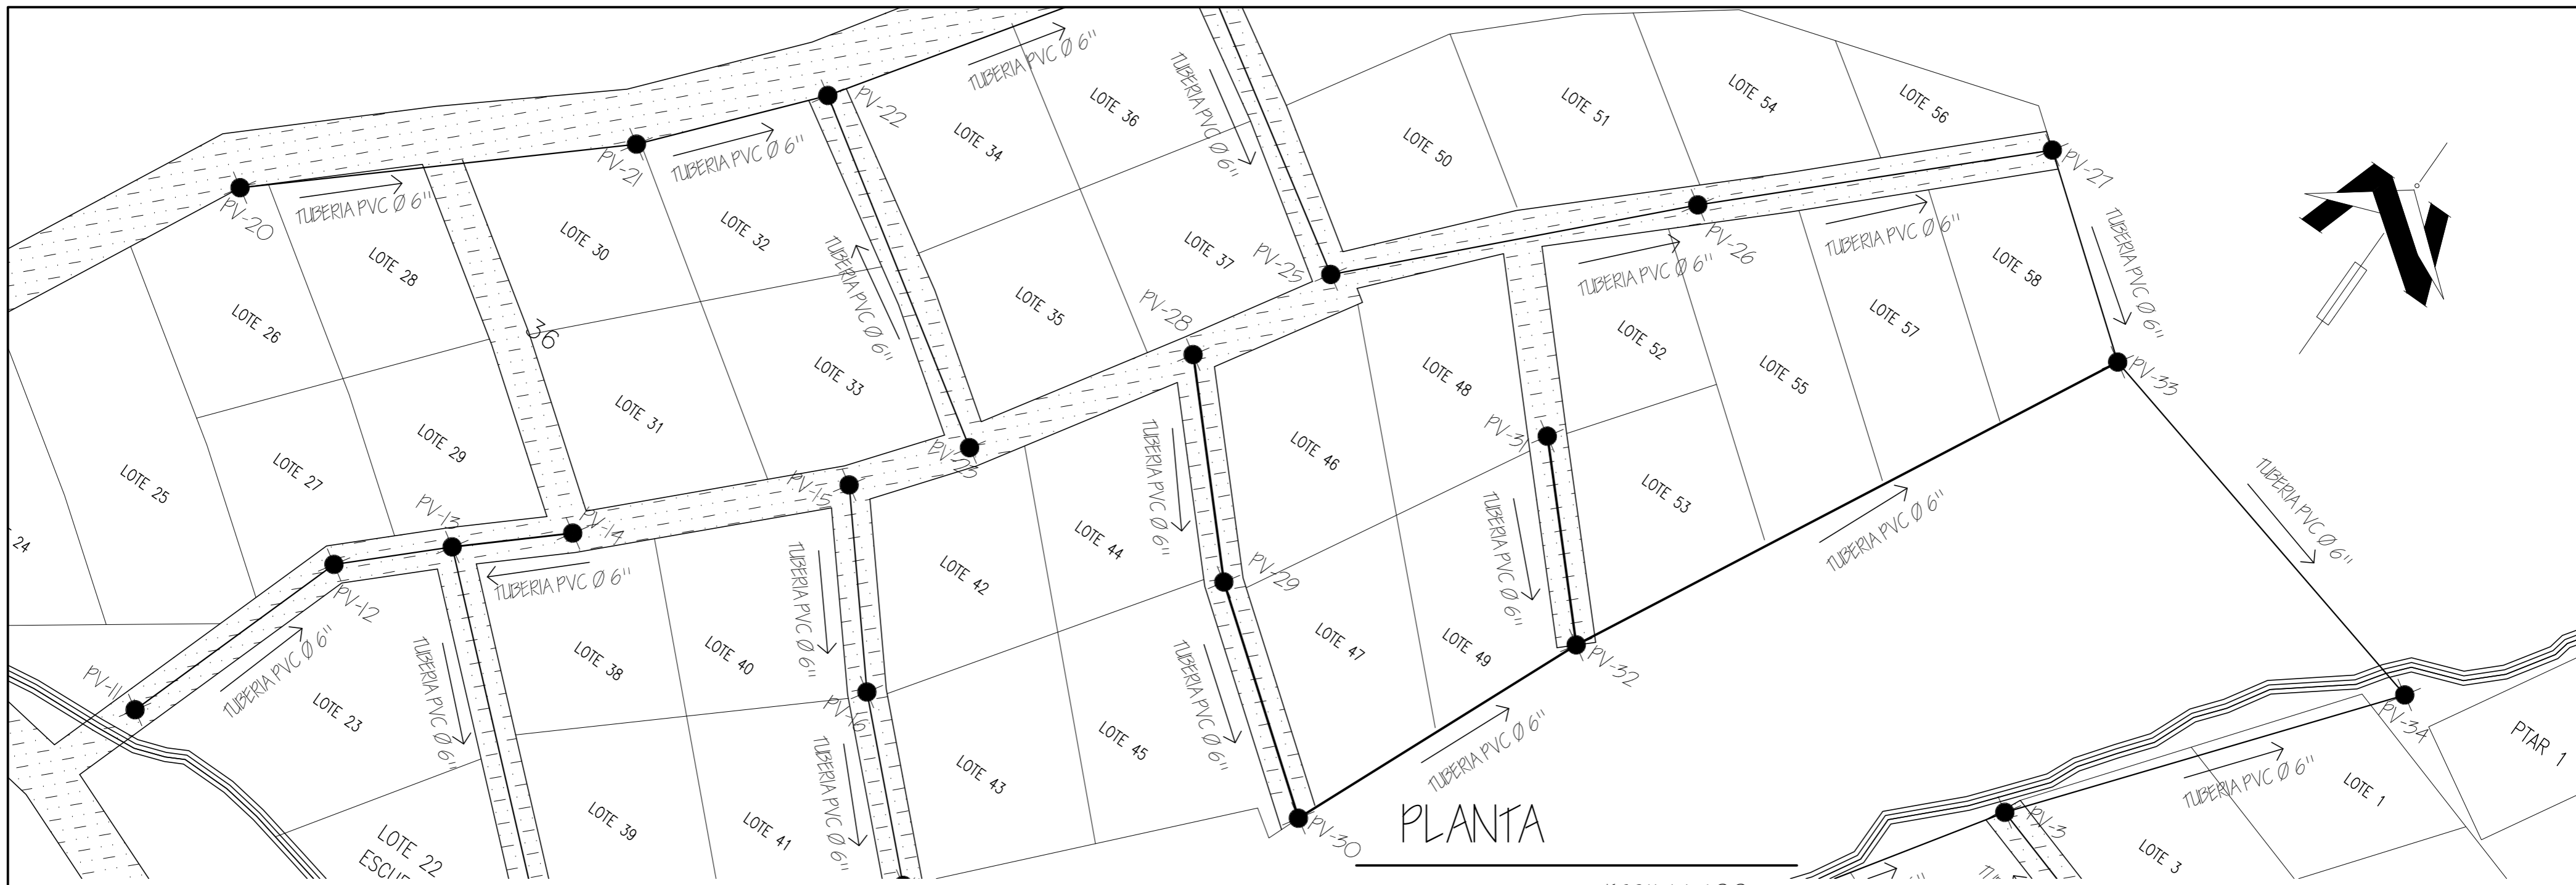 TUBERIA PVC Ø 6"
PV-22
TUBERIA PVC Ø 6"
LOTE 36
LOTE 34
LOTE 51
LOTE 54
LOTE 56
LOTE 50
PV-27
PV-21
TUBERIA PVC Ø 6"
PV-20
TUBERIA PVC Ø 6"
LOTE 30
LOTE 32
LOTE 28
LOTE 26
TUBERIA PVC Ø 6"
LOTE 37
PV-25
LOTE 35
PV-28
TUBERIA PVC Ø 6"
PV-26
TUBERIA PVC Ø 6"
LOTE 58
TUBERIA PVC Ø 6"
36
LOTE 33
LOTE 31
LOTE 48
LOTE 52
LOTE 57
LOTE 55
PV-33
LOTE 25
LOTE 27
LOTE 29
PV-23
PV-15
TUBERIA PVC Ø 6"
LOTE 46
PV-31
LOTE 53
TUBERIA PVC Ø 6"
TUBERIA PVC Ø 6"
TUBERIA PVC Ø 6"
24
PV-13
PV-14
PV-12
TUBERIA PVC Ø 6"
TUBERIA PVC Ø 6"
LOTE 42
LOTE 44
PV-29
PV-11
TUBERIA PVC Ø 6"
LOTE 23
TUBERIA PVC Ø 6"
LOTE 38
LOTE 40
PV-16
TUBERIA PVC Ø 6"
LOTE 47
LOTE 49
PV-32
PV-34
PTAR 1
LOTE 43
LOTE 45
TUBERIA PVC Ø 6"
TUBERIA PVC Ø 6"
LOTE 1
LOTE 22
LOTE 39
LOTE 41
TUBERIA PVC Ø 6"
PV-30
PLANTA
PV-3
LOTE 3